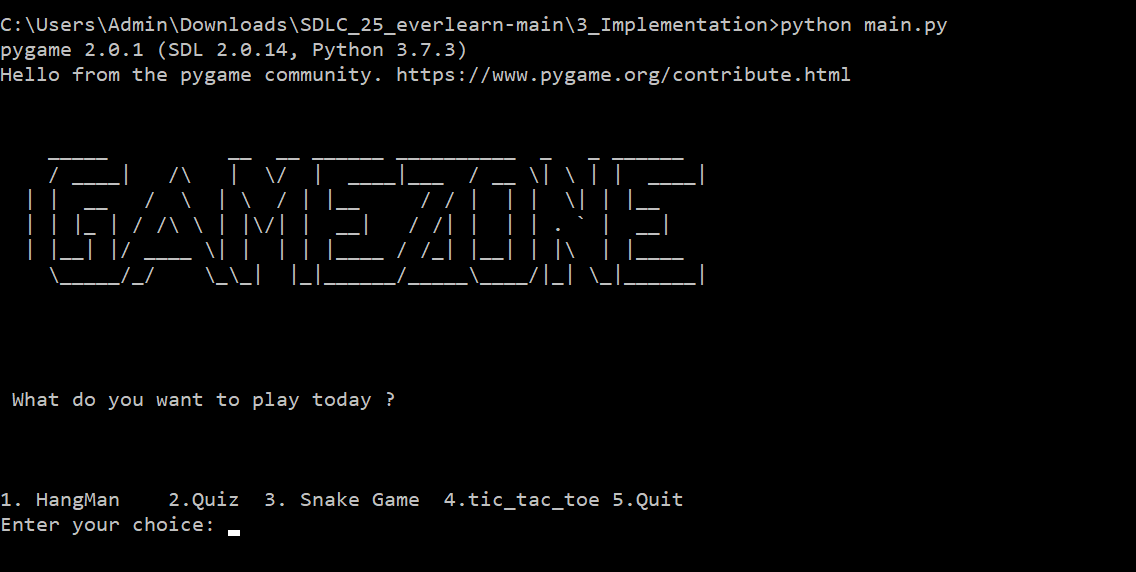 C:\Users\Admin\Downloads\SDLC_25_everlearn-main\3_Implementation>python main.py
pygame 2.0.1 (SDL 2.0.14, Python 3.7.3)
Hello from the pygame community. https://www.pygame.org/contribute.html
GAMEZONE
What do you want to play today ?
1. HangMan    2.Quiz  3. Snake Game  4.tic_tac_toe 5.Quit
Enter your choice: